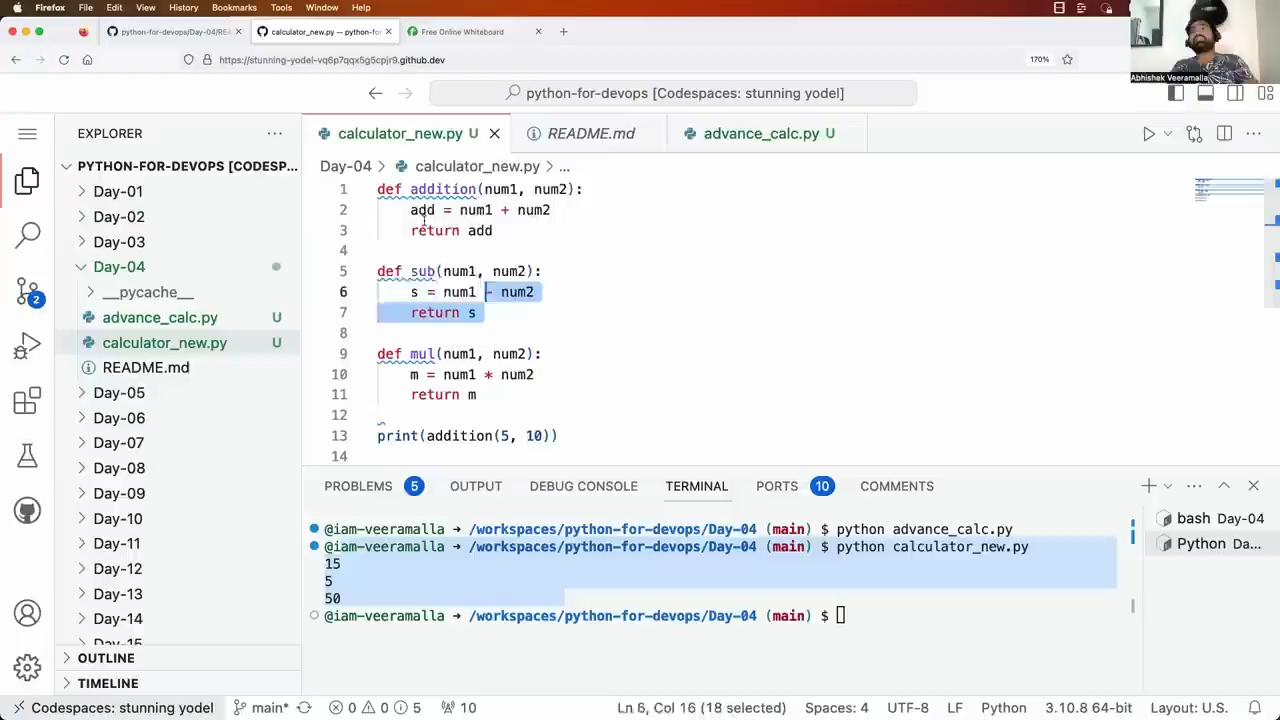 Firefox File Edit View History Bookmarks Tools Window Help
python-for-devops/Day-04/REA
calculator_new.py — python-for-
Free Online Whiteboard
https://stunning-yodel-vq6p7qqx5g5cpjr9.github.dev
170%
Abhishek Veeramalla
python-for-devops [Codespaces: stunning yodel]
EXPLORER
PYTHON-FOR-DEVOPS [CODESP...
Day-01
Day-02
Day-03
Day-04
__pycache__
advance_calc.py U
calculator_new.py U
README.md
Day-05
Day-06
Day-07
Day-08
Day-09
Day-10
Day-11
Day-12
Day-13
Day-14
Day-15
OUTLINE
TIMELINE
2
calculator_new.py U
README.md
advance_calc.py U
Day-04 > calculator_new.py > ...
1 def addition(num1, num2):
2 add = num1 + num2
3 return add
4
5 def sub(num1, num2):
6 s = num1 - num2
7 return s
8
9 def mul(num1, num2):
10 m = num1 * num2
11 return m
12
13 print(addition(5, 10))
14
PROBLEMS 5 OUTPUT DEBUG CONSOLE TERMINAL PORTS 10 COMMENTS
@iam-veeramalla → /workspaces/python-for-devops/Day-04 (main) $ python advance_calc.py
@iam-veeramalla → /workspaces/python-for-devops/Day-04 (main) $ python calculator_new.py
15
5
50
@iam-veeramalla → /workspaces/python-for-devops/Day-04 (main) $
bash Day-04
Python Da...
Codespaces: stunning yodel main* 0 0 5 10 Ln 6, Col 16 (18 selected) Spaces: 4 UTF-8 LF Python 3.10.8 64-bit Layout: U.S.